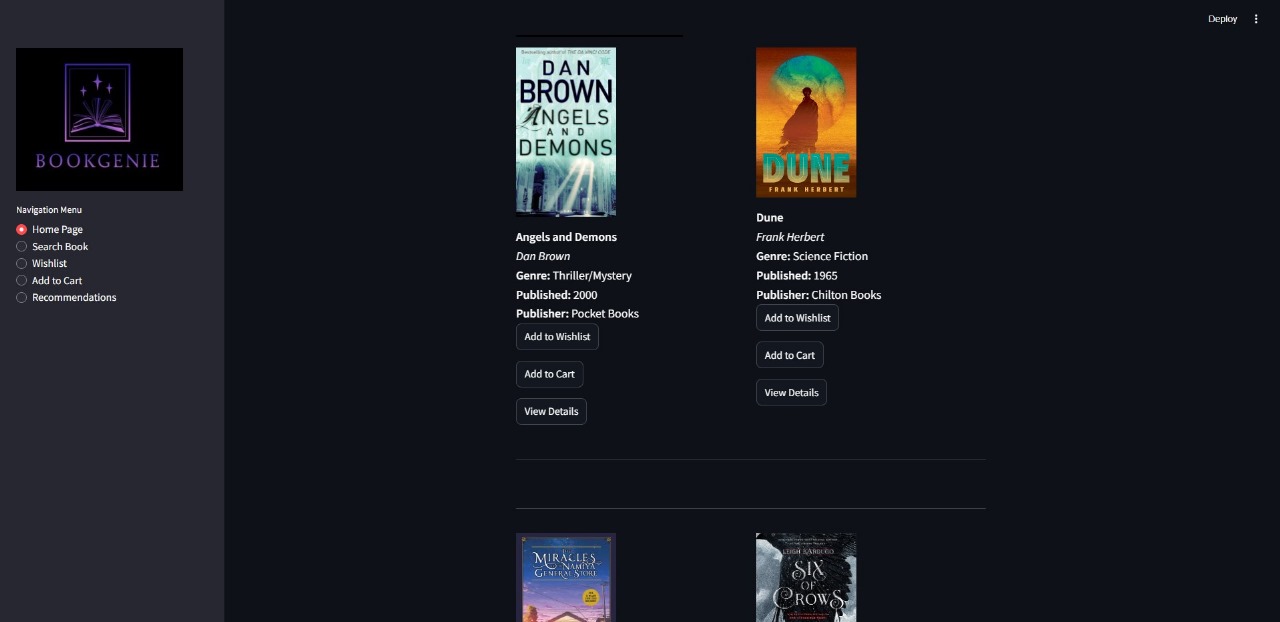 Deploy
BOOKGENIE
Navigation Menu
Home Page
Search Book
Wishlist
Add to Cart
Recommendations
Bestselling author of THE DA VINCI CODE
DAN
BROWN
ANGELS
AND
DEMONS
Angels and Demons
Dan Brown
Genre: Thriller/Mystery
Published: 2000
Publisher: Pocket Books
Add to Wishlist
Add to Cart
View Details
DUNE
FRANK HERBERT
Dune
Frank Herbert
Genre: Science Fiction
Published: 1965
Publisher: Chilton Books
Add to Wishlist
Add to Cart
View Details
MIRACLES
NAMIYA
GENERAL STORE
LEIGH BARDUGO
SIX
OF
CROWS